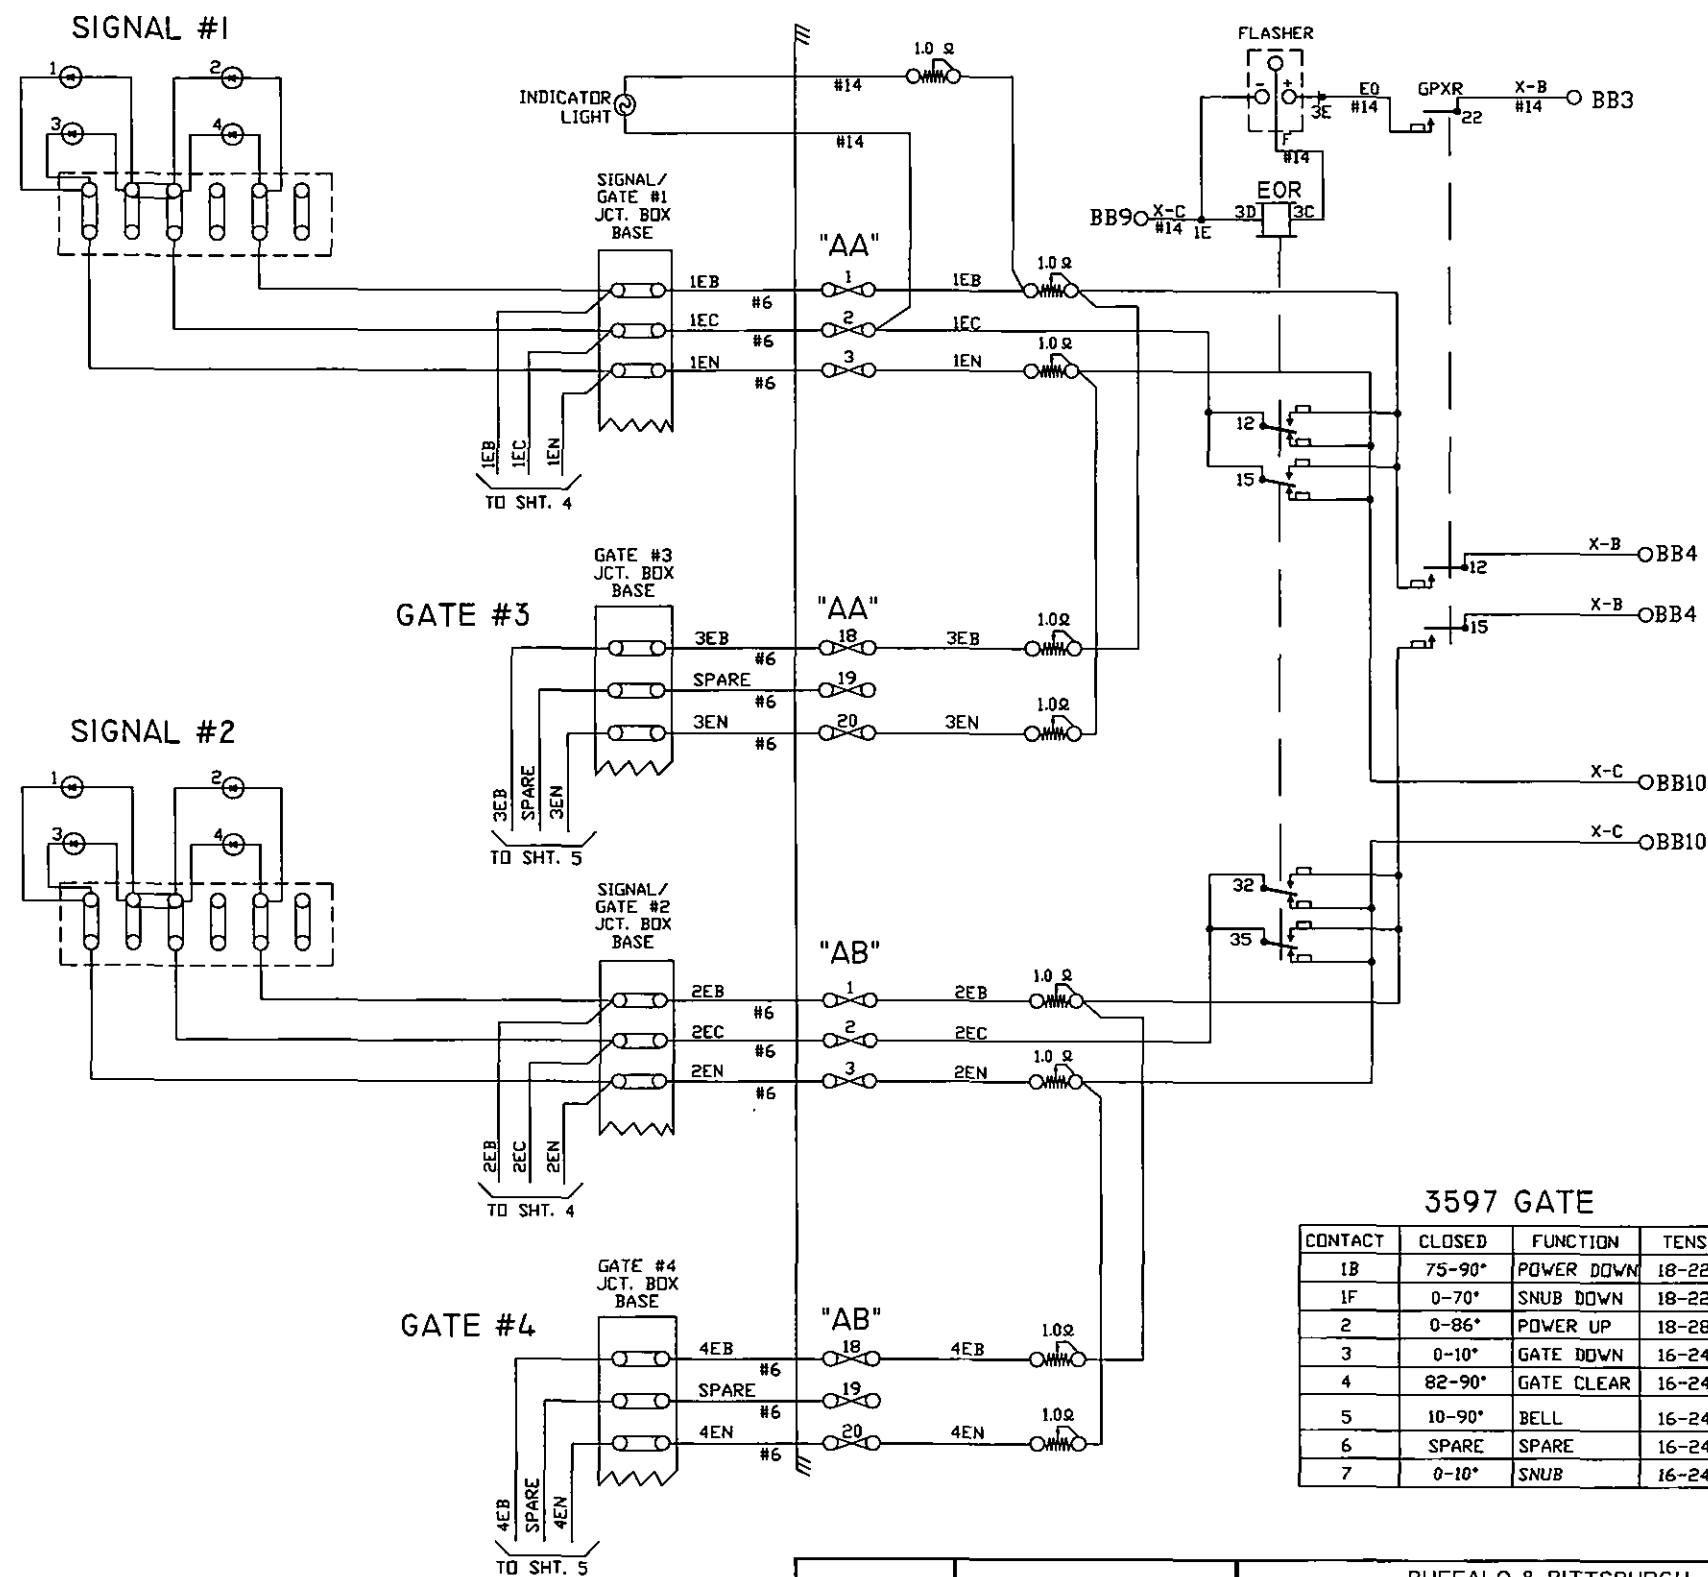 SIGNAL #1
1
2
3
4
INDICATOR
LIGHT
#14
#14
1.0 Ω
FLASHER
-
+
F
#14
3E
EO
#14
GPXR
22
X-B
#14
BB3
BB9
X-C
#14
1E
EOR
3D
3C
SIGNAL/
GATE #1
JCT. BOX
BASE
"AA"
1EB
#6
1
1EB
1.0 Ω
1EC
#6
2
1EC
1EN
#6
3
1EN
1.0 Ω
1EB
1EC
1EN
TO SHT. 4
12
15
GATE #3
JCT. BOX
BASE
GATE #3
"AA"
3EB
#6
18
3EB
1.0Ω
SPARE
#6
19
3EN
#6
20
3EN
1.0Ω
3EB
SPARE
3EN
TO SHT. 5
12
X-B
BB4
15
X-B
BB4
X-C
BB10
X-C
BB10
SIGNAL #2
1
2
3
4
SIGNAL/
GATE #2
JCT. BOX
BASE
"AB"
2EB
#6
1
2EB
1.0 Ω
2EC
#6
2
2EC
2EN
#6
3
2EN
1.0 Ω
2EB
2EC
2EN
TO SHT. 4
32
35
GATE #4
JCT. BOX
BASE
GATE #4
"AB"
4EB
#6
18
4EB
1.0Ω
SPARE
#6
19
4EN
#6
20
4EN
1.0Ω
4EB
SPARE
4EN
TO SHT. 5
3597 GATE
CONTACT CLOSED FUNCTION TENS
1B 75-90° POWER DOWN 18-22
1F 0-70° SNUB DOWN 18-22
2 0-86° POWER UP 18-28
3 0-10° GATE DOWN 16-24
4 82-90° GATE CLEAR 16-24
5 10-90° BELL 16-24
6 SPARE SPARE 16-24
7 0-10° SNUB 16-24
BUFFALO & PITTSBURGH